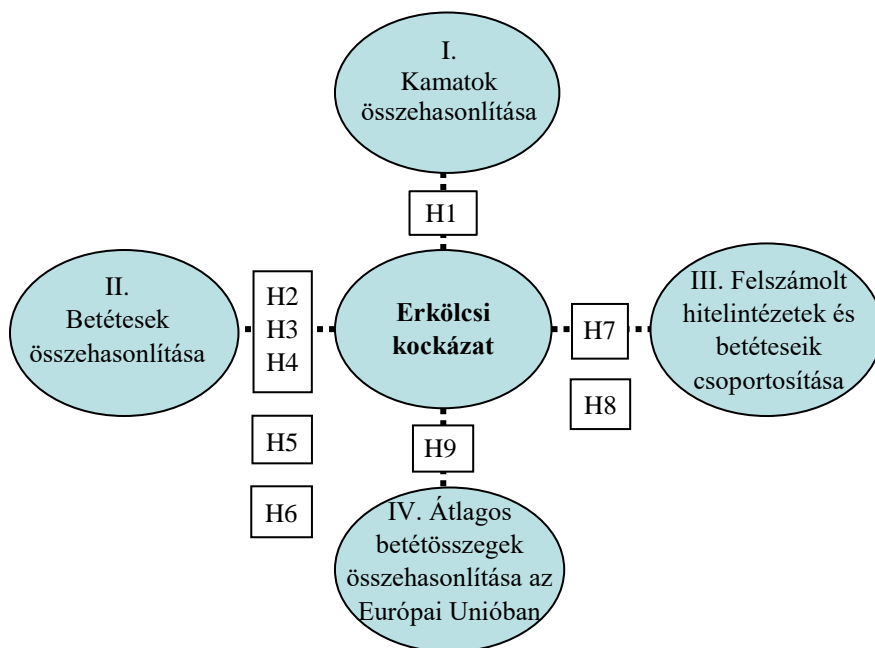 I.
Kamatok
összehasonlítása
H1
II.
Betétesek
összehasonlítása
H2
H3
H4
Erkölcsi
kockázat
H7
III. Felszámolt
hitelintézetek és
betéteseik
csoportosítása
H8
H5
H9
H6
IV. Átlagos
betétösszegek
összehasonlítása az
Európai Unióban